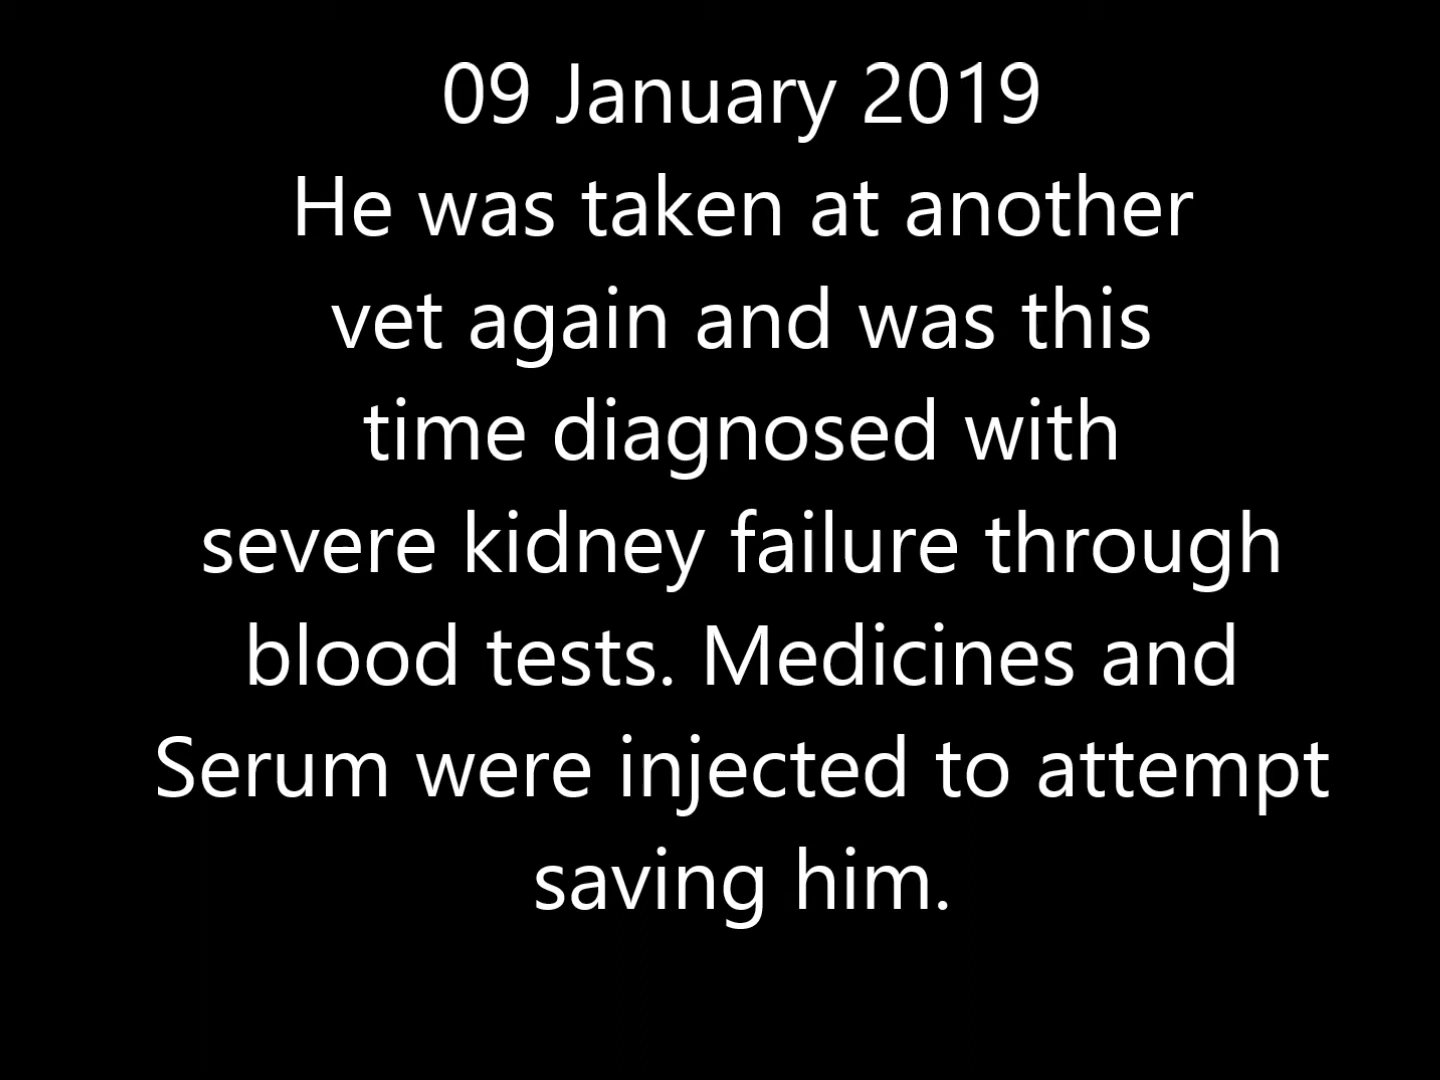 09 January 2019
He was taken at another
vet again and was this
time diagnosed with
severe kidney failure through
blood tests. Medicines and
Serum were injected to attempt
saving him.